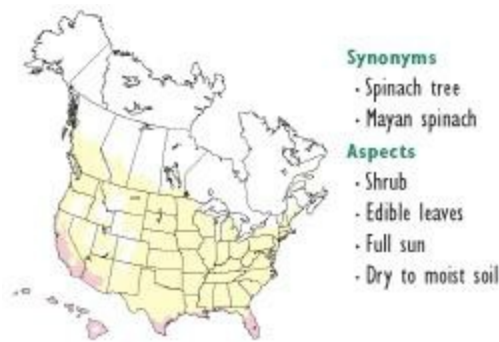 Synonyms
· Spinach tree
· Mayan spinach
Aspects
· Shrub
· Edible leaves
· Full sun
· Dry to moist soil